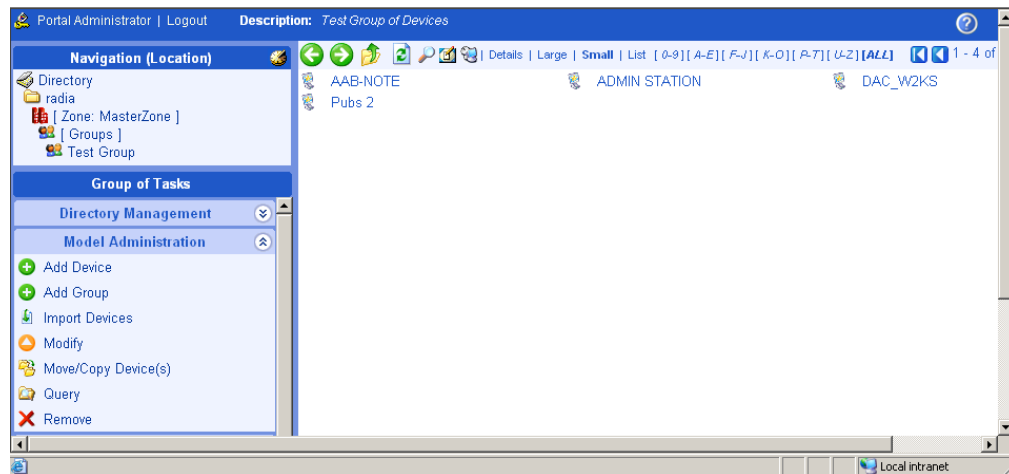 Portal Administrator | Logout Description: Test Group of Devices
Navigation (Location)
Directory
radia
[ Zone: MasterZone ]
[ Groups ]
Test Group
Group of Tasks
Directory Management
Model Administration
Add Device
Add Group
Import Devices
Modify
Move/Copy Device(s)
Query
Remove
| Details | Large | Small | List [ 0-9 ] [ A-E ] [ F-J ] [ K-O ] [ P-T ] [ U-Z ] [ALL] 1 - 4 of
AAB-NOTE ADMIN STATION DAC_W2KS
Pubs 2
Local intranet